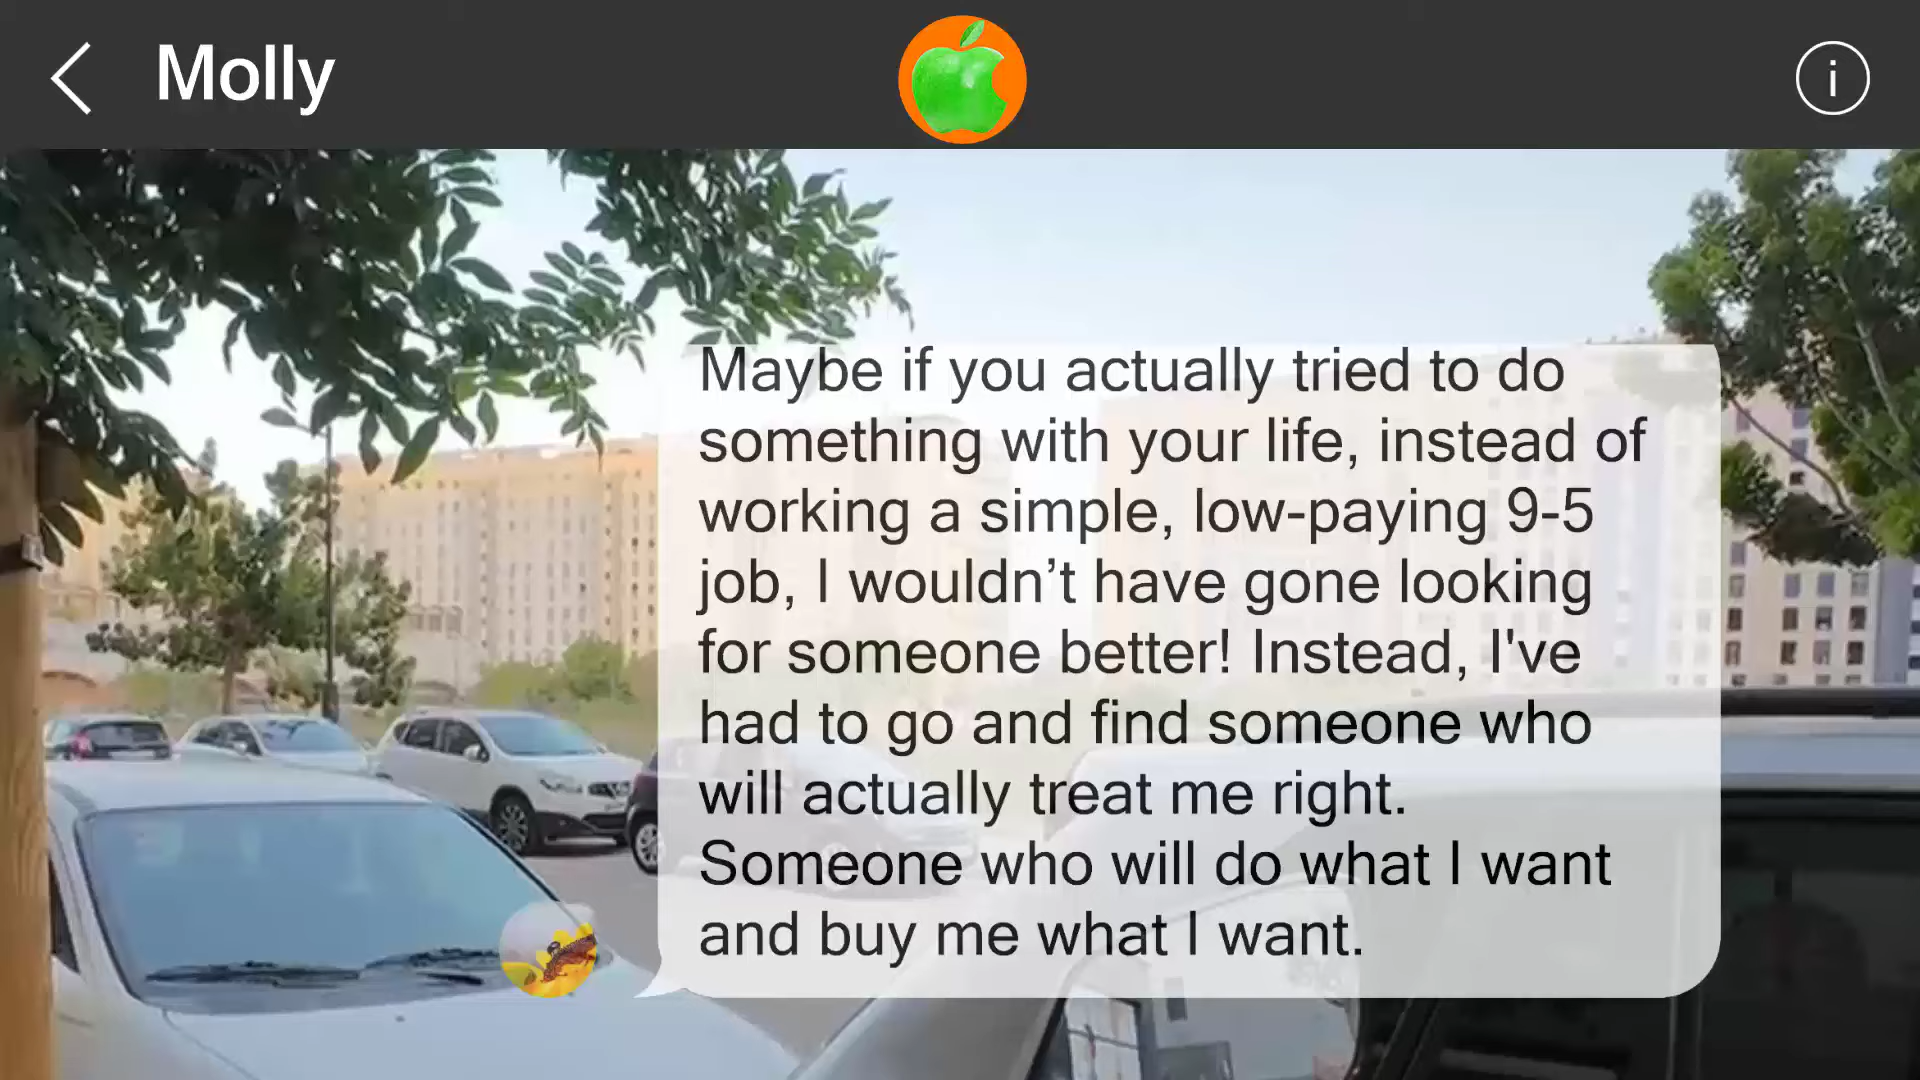 Molly
i
Maybe if you actually tried to do
something with your life, instead of
working a simple, low-paying 9-5
job, I wouldn’t have gone looking
for someone better! Instead, I've
had to go and find someone who
will actually treat me right.
Someone who will do what I want
and buy me what I want.